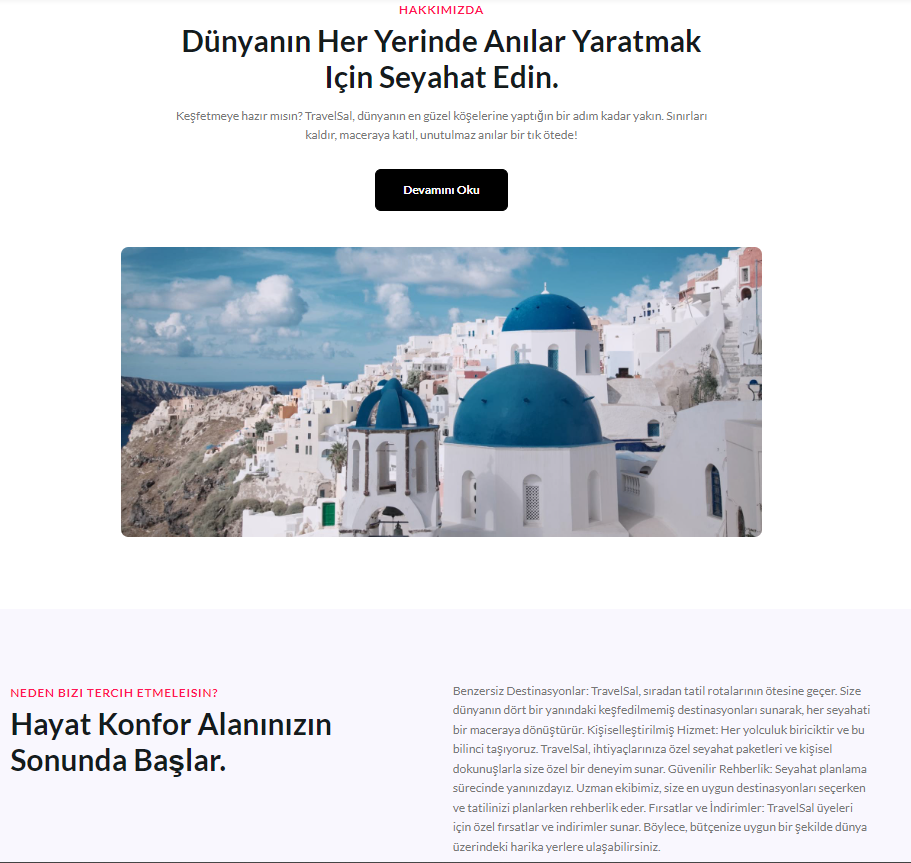 HAKKIMIZDA
Dünyanın Her Yerinde Anılar Yaratmak
Için Seyahat Edin.
Keşfetmeye hazır mısın? TravelSal, dünyanın en güzel köşelerine yaptığın bir adım kadar yakın. Sınırları
kaldır, maceraya katıl, unutulmaz anılar bir tık ötede!
Devamını Oku
NEDEN BIZI TERCIH ETMELEISIN?
Hayat Konfor Alanınızın
Sonunda Başlar.
Benzersiz Destinasyonlar: TravelSal, sıradan tatil rotalarının ötesine geçer. Size
dünyanın dört bir yanındaki keşfedilmemiş destinasyonları sunarak, her seyahati
bir maceraya dönüştürür. Kişiselleştirilmiş Hizmet: Her yolculuk biriciktir ve bu
bilinci taşıyoruz. TravelSal, ihtiyaçlarınıza özel seyahat paketleri ve kişisel
dokunuşlarla size özel bir deneyim sunar. Güvenilir Rehberlik: Seyahat planlama
sürecinde yanınızdayız. Uzman ekibimiz, size en uygun destinasyonları seçerken
ve tatilinizi planlarken rehberlik eder. Fırsatlar ve İndirimler: TravelSal üyeleri
için özel fırsatlar ve indirimler sunar. Böylece, bütçenize uygun bir şekilde dünya
üzerindeki harika yerlere ulaşabilirsiniz.